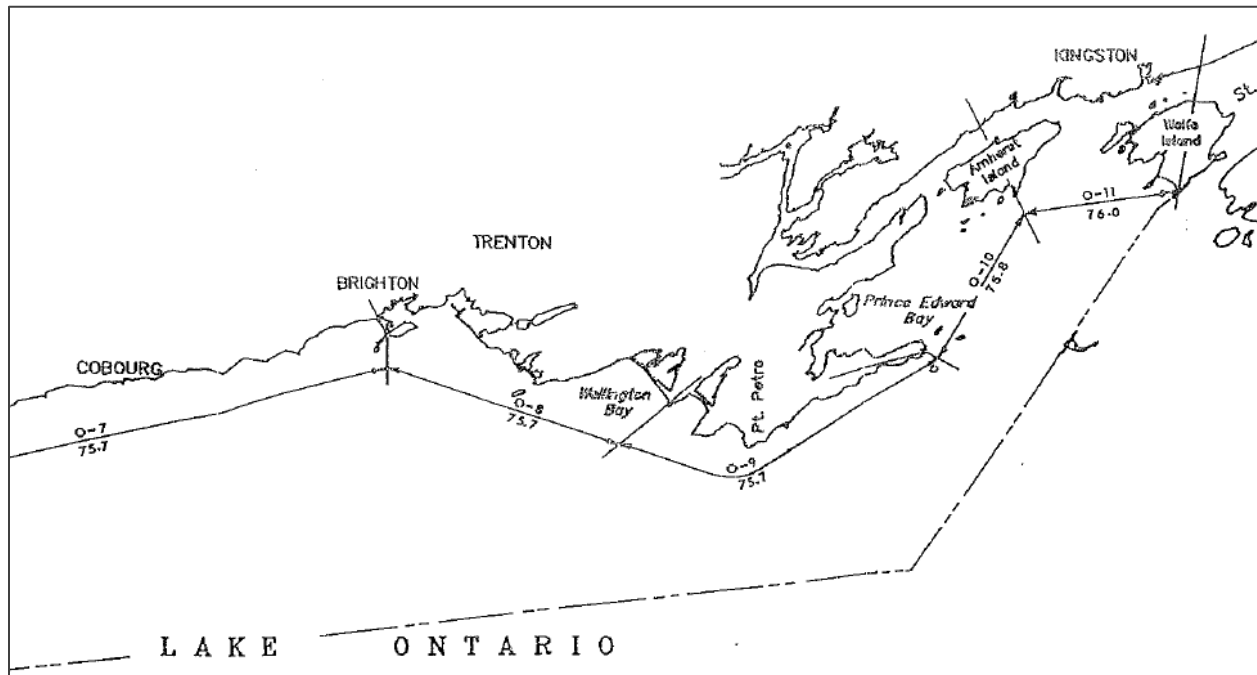 KINGSTON
St.
Wolfe
Island
Amherst
Island
O-11
76.0
TRENTON
O-10
75.8
BRIGHTON
Prince Edward
Bay
COBOURG
Pt. Petre
Wellington
Bay
O-8
75.7
O-7
75.7
O-9
75.7
LAKE ONTARIO